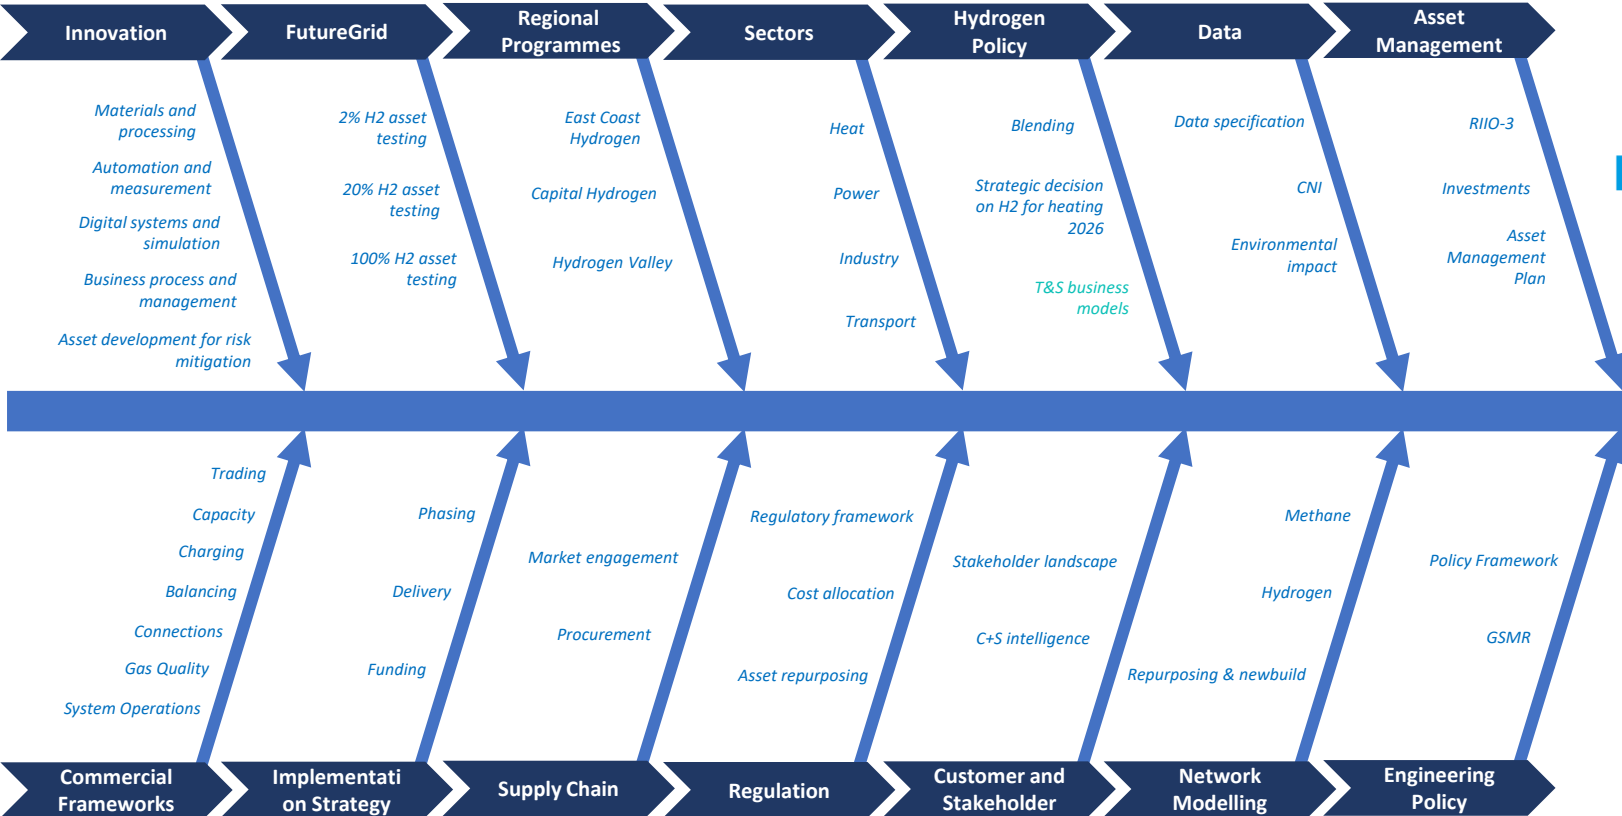 Innovation
FutureGrid
Regional
Programmes
Sectors
Hydrogen
Policy
Data
Asset
Management
Materials and
processing
Automation and
measurement
Digital systems and
simulation
Business process and
management
Asset development for risk
mitigation
2% H2 asset
testing
20% H2 asset
testing
100% H2 asset
testing
East Coast
Hydrogen
Capital Hydrogen
Hydrogen Valley
Heat
Power
Industry
Transport
Blending
Strategic decision
on H2 for heating
2026
T&S business
models
Data specification
CNI
Environmental
impact
RIIO-3
Investments
Asset
Management
Plan
Trading
Capacity
Charging
Balancing
Connections
Gas Quality
System Operations
Phasing
Delivery
Funding
Market engagement
Procurement
Regulatory framework
Cost allocation
Asset repurposing
Stakeholder landscape
C+S intelligence
Methane
Hydrogen
Repurposing & newbuild
Policy Framework
GSMR
Commercial
Frameworks
Implementati
on Strategy
Supply Chain
Regulation
Customer and
Stakeholder
Network
Modelling
Engineering
Policy